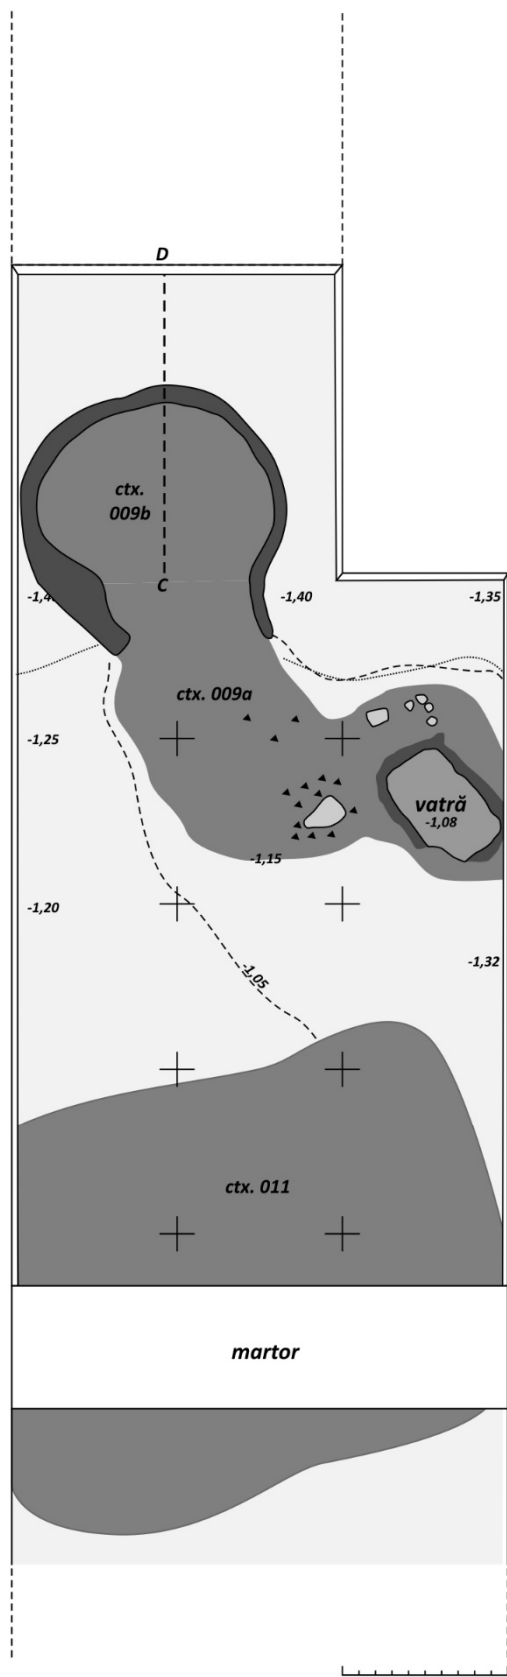 D
ctx.
009b
C
-1,40
-1,35
ctx. 009a
-1,25
vatră
-1,08
-1,15
-1,20
-1,32
-1,05
ctx. 011
martor